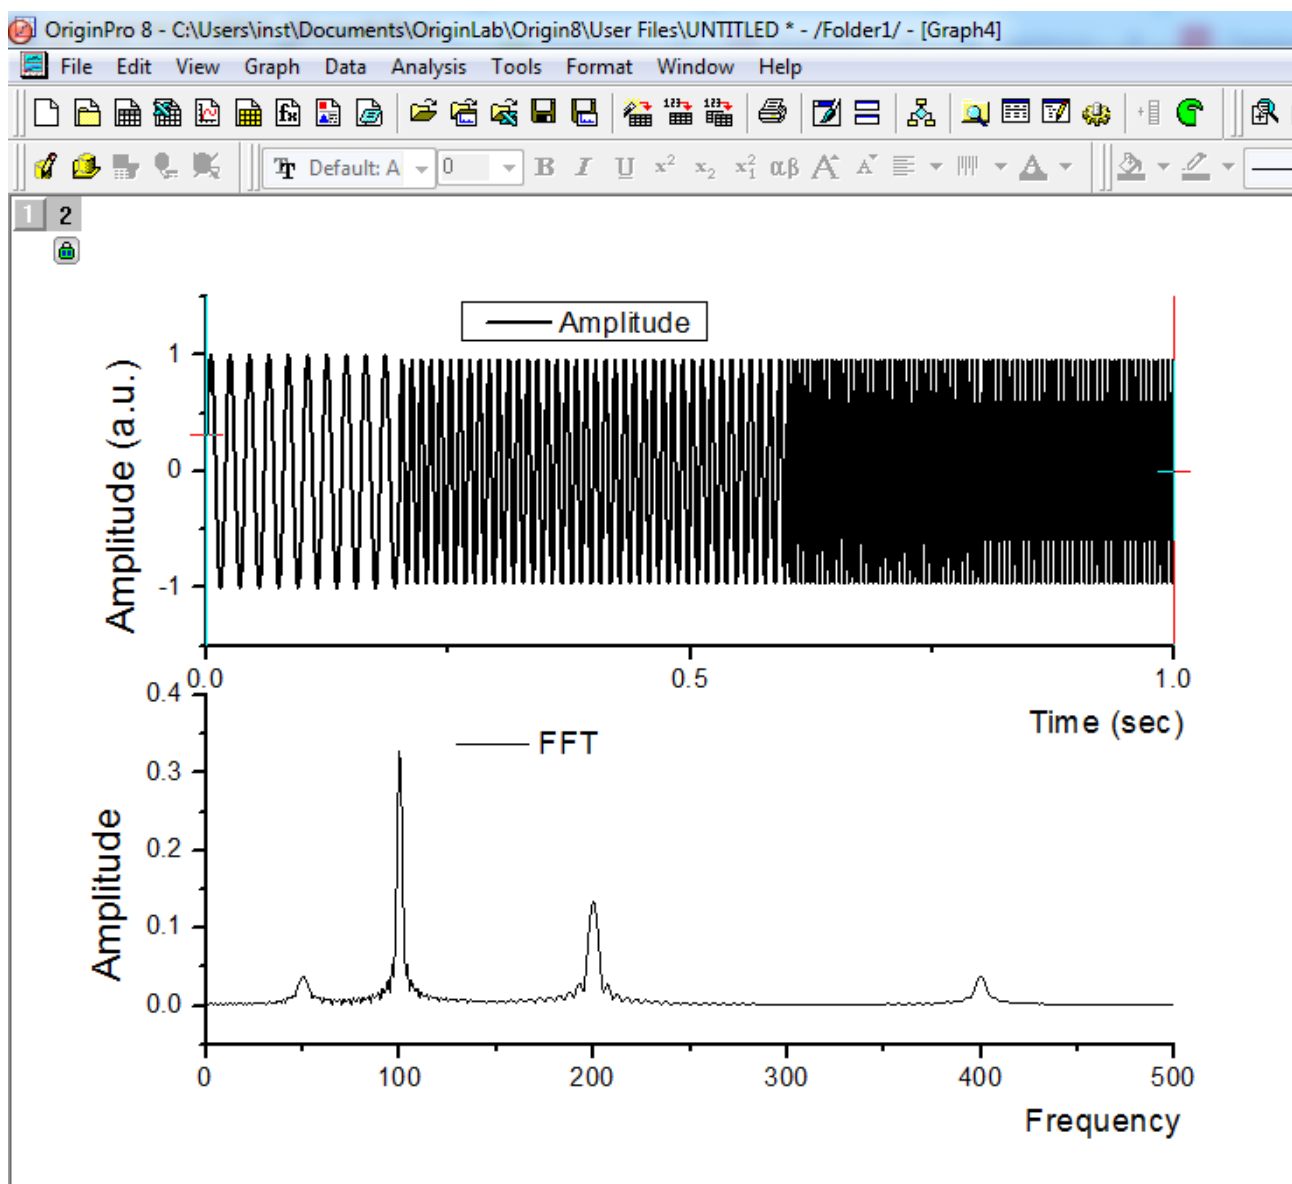 OriginPro 8 - C:\Users\inst\Documents\OriginLab\Origin8\User Files\UNTITLED * - /Folder1/ - [Graph4]
File Edit View Graph Data Analysis Tools Format Window Help
Default: A 0 B I U x² x₂ x²₁ αβ A A A
1 2
Amplitude
Amplitude (a.u.)
1
0
-1
0.0 0.5 1.0
Time (sec)
FFT
Amplitude
0.4
0.3
0.2
0.1
0.0
0 100 200 300 400 500
Frequency